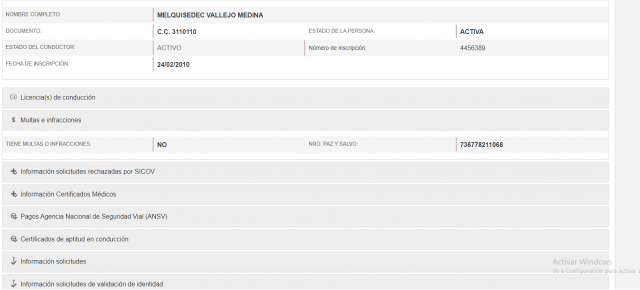 NOMBRE COMPLETO: MELQUISEDEC VALLEJO MEDINA
DOCUMENTO: C.C. 3110110 ESTADO DE LA PERSONA: ACTIVA
ESTADO DEL CONDUCTOR: ACTIVO Número de inscripción: 4456389
FECHA DE INSCRIPCIÓN: 24/02/2010
Licencia(s) de conducción
Multas e infracciones
TIENE MULTAS O INFRACCIONES: NO NRO. PAZ Y SALVO: 736778211068
Información solicitudes rechazadas por SICOV
Información Certificados Médicos
Pagos Agencia Nacional de Seguridad Vial (ANSV)
Certificados de aptitud en conducción
Información solicitudes
Información solicitudes de validación de identidad
Activar Windows
Ve a Configuración para activar